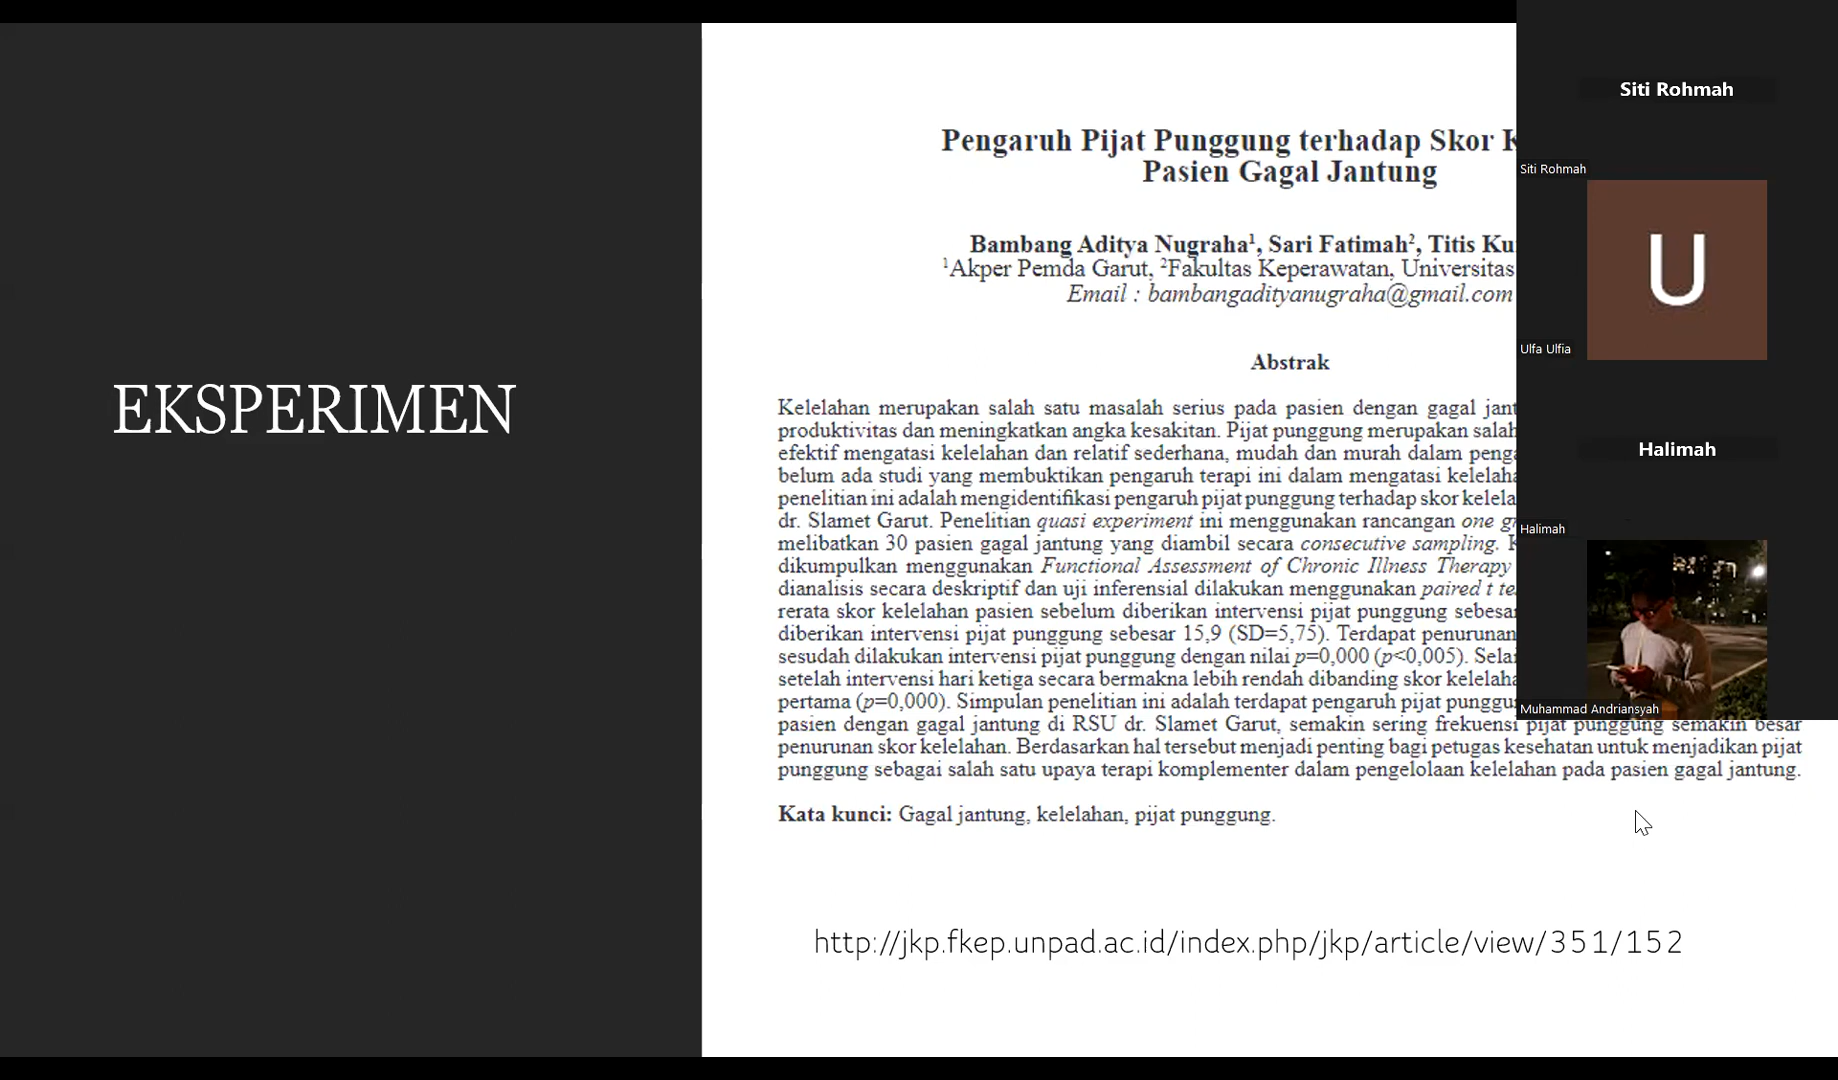 EKSPERIMEN
Pengaruh Pijat Punggung terhadap Skor
Pasien Gagal Jantung
Bambang Aditya Nugraha¹, Sari Fatimah², Titis
¹Akper Pemda Garut, ²Fakultas Keperawatan, Universitas
Email : bambangadityanugraha@gmail.com
Abstrak
Kelelahan merupakan salah satu masalah serius pada pasien dengan gagal
produktivitas dan meningkatkan angka kesakitan. Pijat punggung merupakan salah
efektif mengatasi kelelahan dan relatif sederhana, mudah dan murah dalam
belum ada studi yang membuktikan pengaruh terapi ini dalam mengatasi
penelitian ini adalah mengidentifikasi pengaruh pijat punggung terhadap skor
dr. Slamet Garut. Penelitian quasi experiment ini menggunakan rancangan one
melibatkan 30 pasien gagal jantung yang diambil secara consecutive sampling.
dikumpulkan menggunakan Functional Assessment of Chronic Illness Therapy
dianalisis secara deskriptif dan uji inferensial dilakukan menggunakan paired t
rerata skor kelelahan pasien sebelum diberikan intervensi pijat punggung
diberikan intervensi pijat punggung sebesar 15,9 (SD=5,75). Terdapat penurunan
sesudah dilakukan intervensi pijat punggung dengan nilai p=0,000 (p<0,005).
setelah intervensi hari ketiga secara bermakna lebih rendah dibanding skor
pertama (p=0,000). Simpulan penelitian ini adalah terdapat pengaruh pijat
pasien dengan gagal jantung di RSU dr. Slamet Garut, semakin sering frekuensi pijat punggung semakin besar
penurunan skor kelelahan. Berdasarkan hal tersebut menjadi penting bagi petugas kesehatan untuk menjadikan pijat
punggung sebagai salah satu upaya terapi komplementer dalam pengelolaan kelelahan pada pasien gagal jantung.
Kata kunci: Gagal jantung, kelelahan, pijat punggung.
http://jkp.fkep.unpad.ac.id/index.php/jkp/article/view/351/152
Siti Rohmah
Siti Rohmah
U
Ulfa Ulfia
Halimah
Halimah
Muhammad Andriansyah